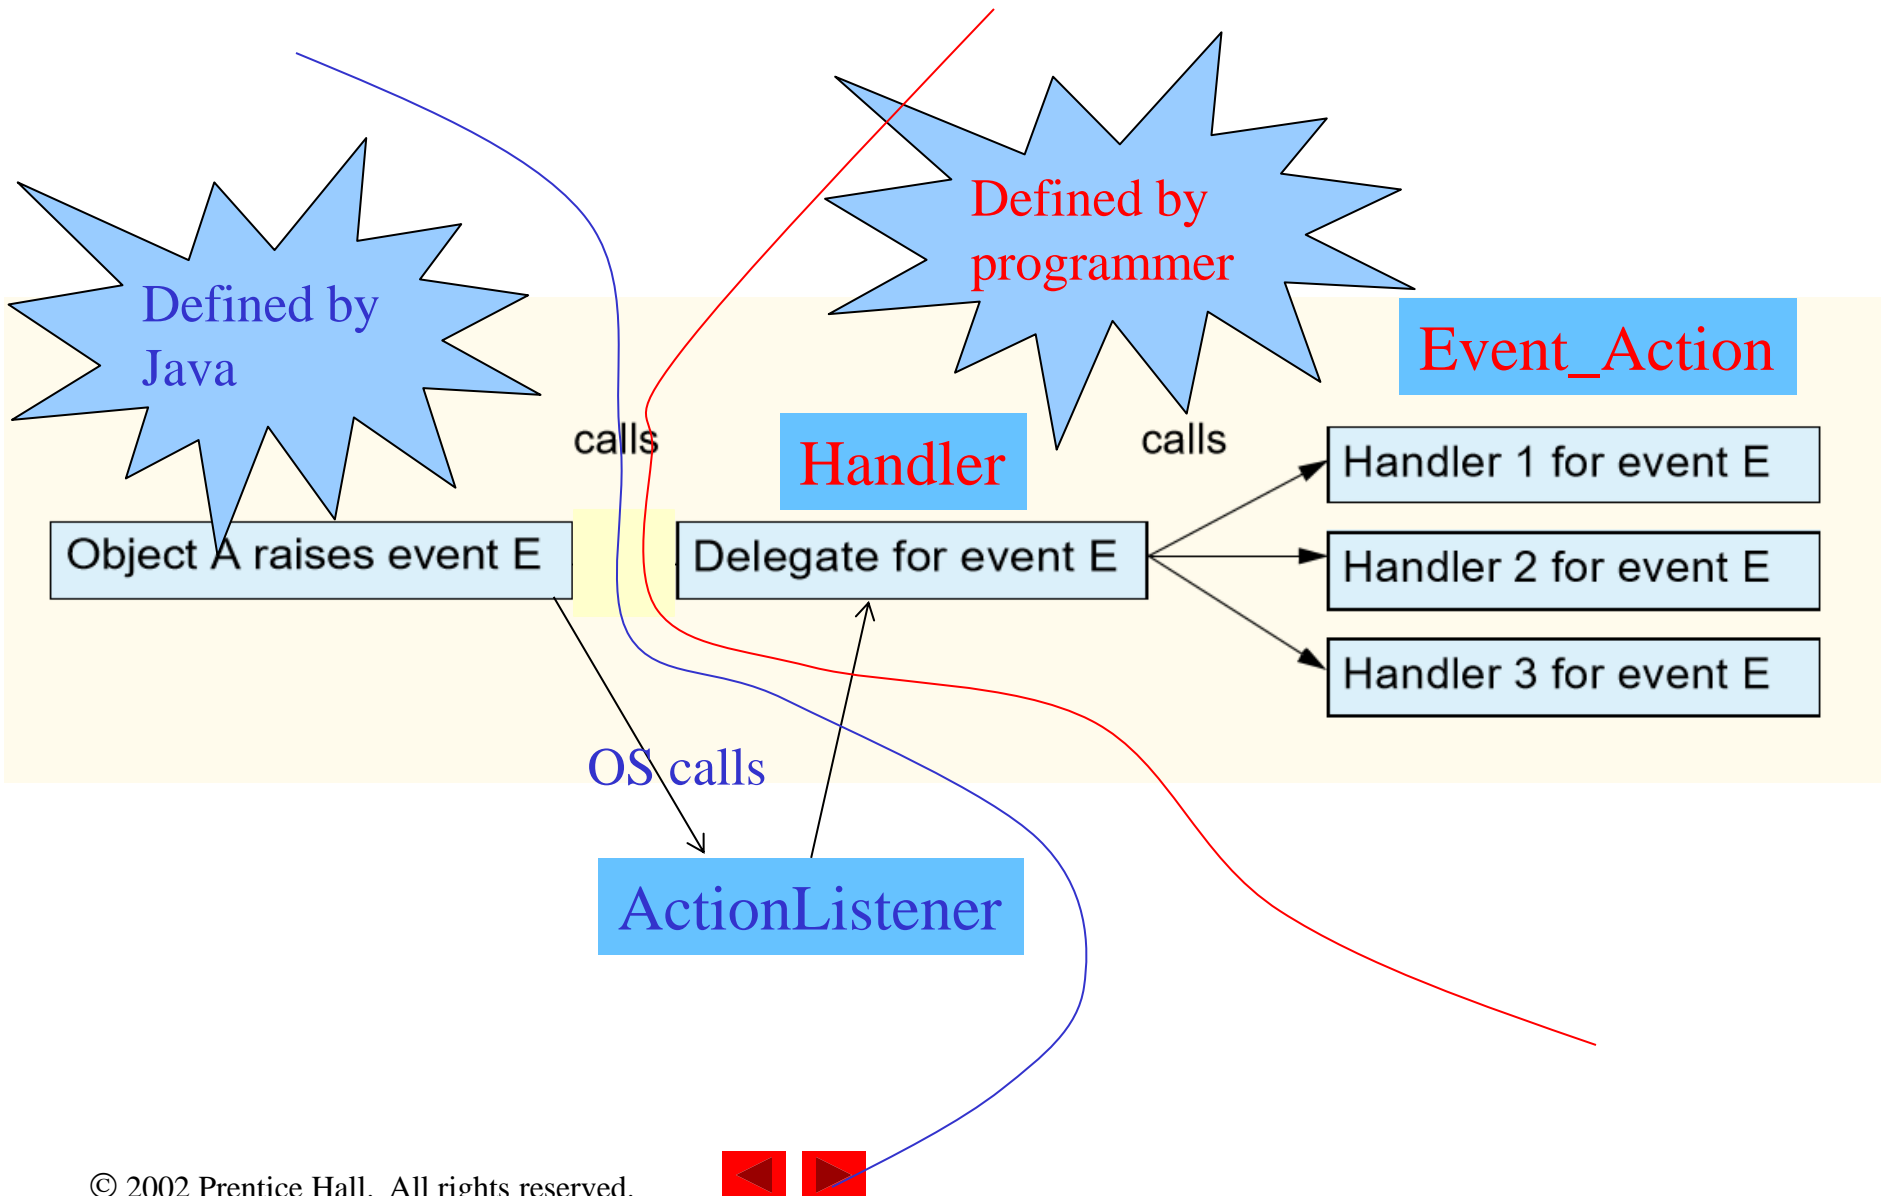 Defined by
programmer
Defined by
Java
Event_Action
calls
Handler
calls
Handler 1 for event E
Object A raises event E
Delegate for event E
Handler 2 for event E
Handler 3 for event E
OS calls
ActionListener
© 2002 Prentice Hall. All rights reserved.